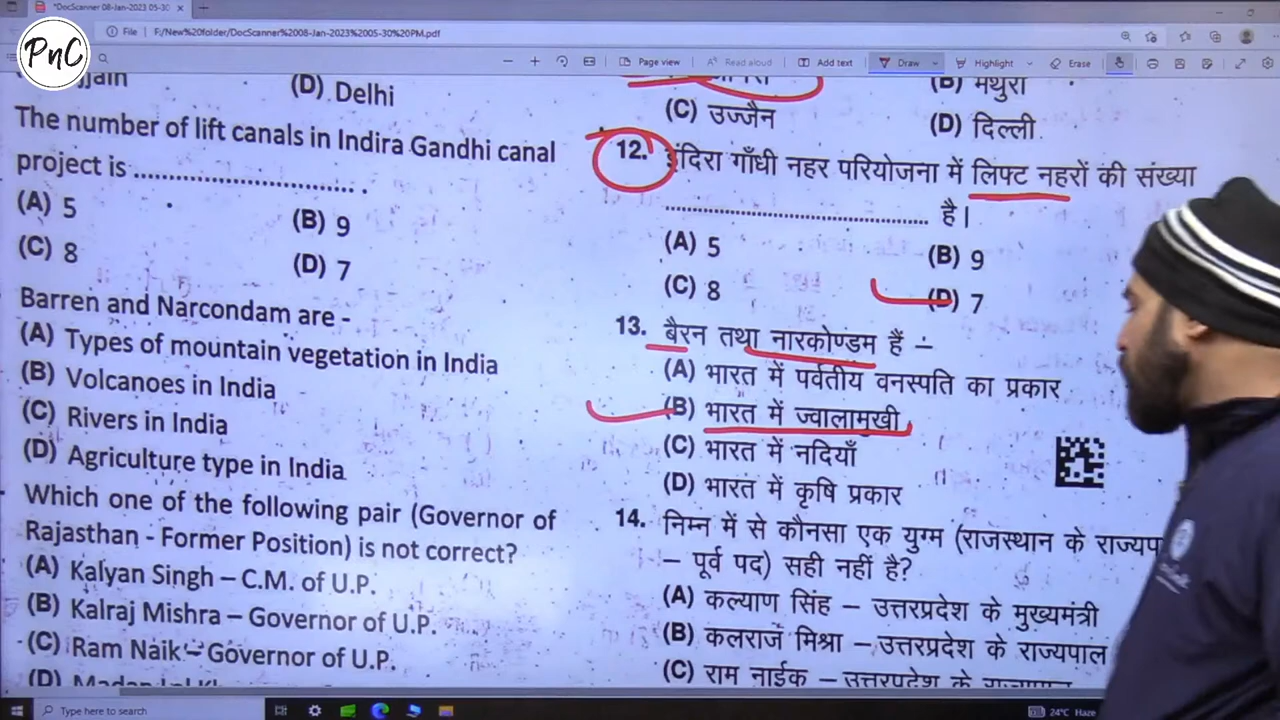 *DocScanner 08-Jan-2023 05-30
File F:/New%20folder/DocScanner%2008-Jan-2023%2005-30%20PM.pdf
PnC
Page view Read aloud Add text Draw Highlight Erase
(D) Delhi
The number of lift canals in Indira Gandhi canal
project is .................................... .
(A) 5 (B) 9
(C) 8 (D) 7
Barren and Narcondam are -
(A) Types of mountain vegetation in India
(B) Volcanoes in India
(C) Rivers in India
(D) Agriculture type in India
Which one of the following pair (Governor of
Rajasthan - Former Position) is not correct?
(A) Kalyan Singh – C.M. of U.P.
(B) Kalraj Mishra – Governor of U.P.
(C) Ram Naik – Governor of U.P.
(B) मथुरा
(C) उज्जैन (D) दिल्ली
12. इंदिरा गाँधी नहर परियोजना में लिफ्ट नहरों की संख्या
.................................................. है।
(A) 5 (B) 9
(C) 8 (D) 7
13. बैरन तथा नारकोण्डम हैं –
(A) भारत में पर्वतीय वनस्पति का प्रकार
(B) भारत में ज्वालामुखी
(C) भारत में नदियाँ
(D) भारत में कृषि प्रकार
14. निम्न में से कौनसा एक युग्म (राजस्थान के
– पूर्व पद) सही नहीं है?
(A) कल्याण सिंह – उत्तरप्रदेश के मुख्यमंत्री
(B) कलराज मिश्रा – उत्तरप्रदेश के राज्यपाल
(C) राम नाईक – उत्तरप्रदेश के राज्यपाल
Type here to search
24°C Haze